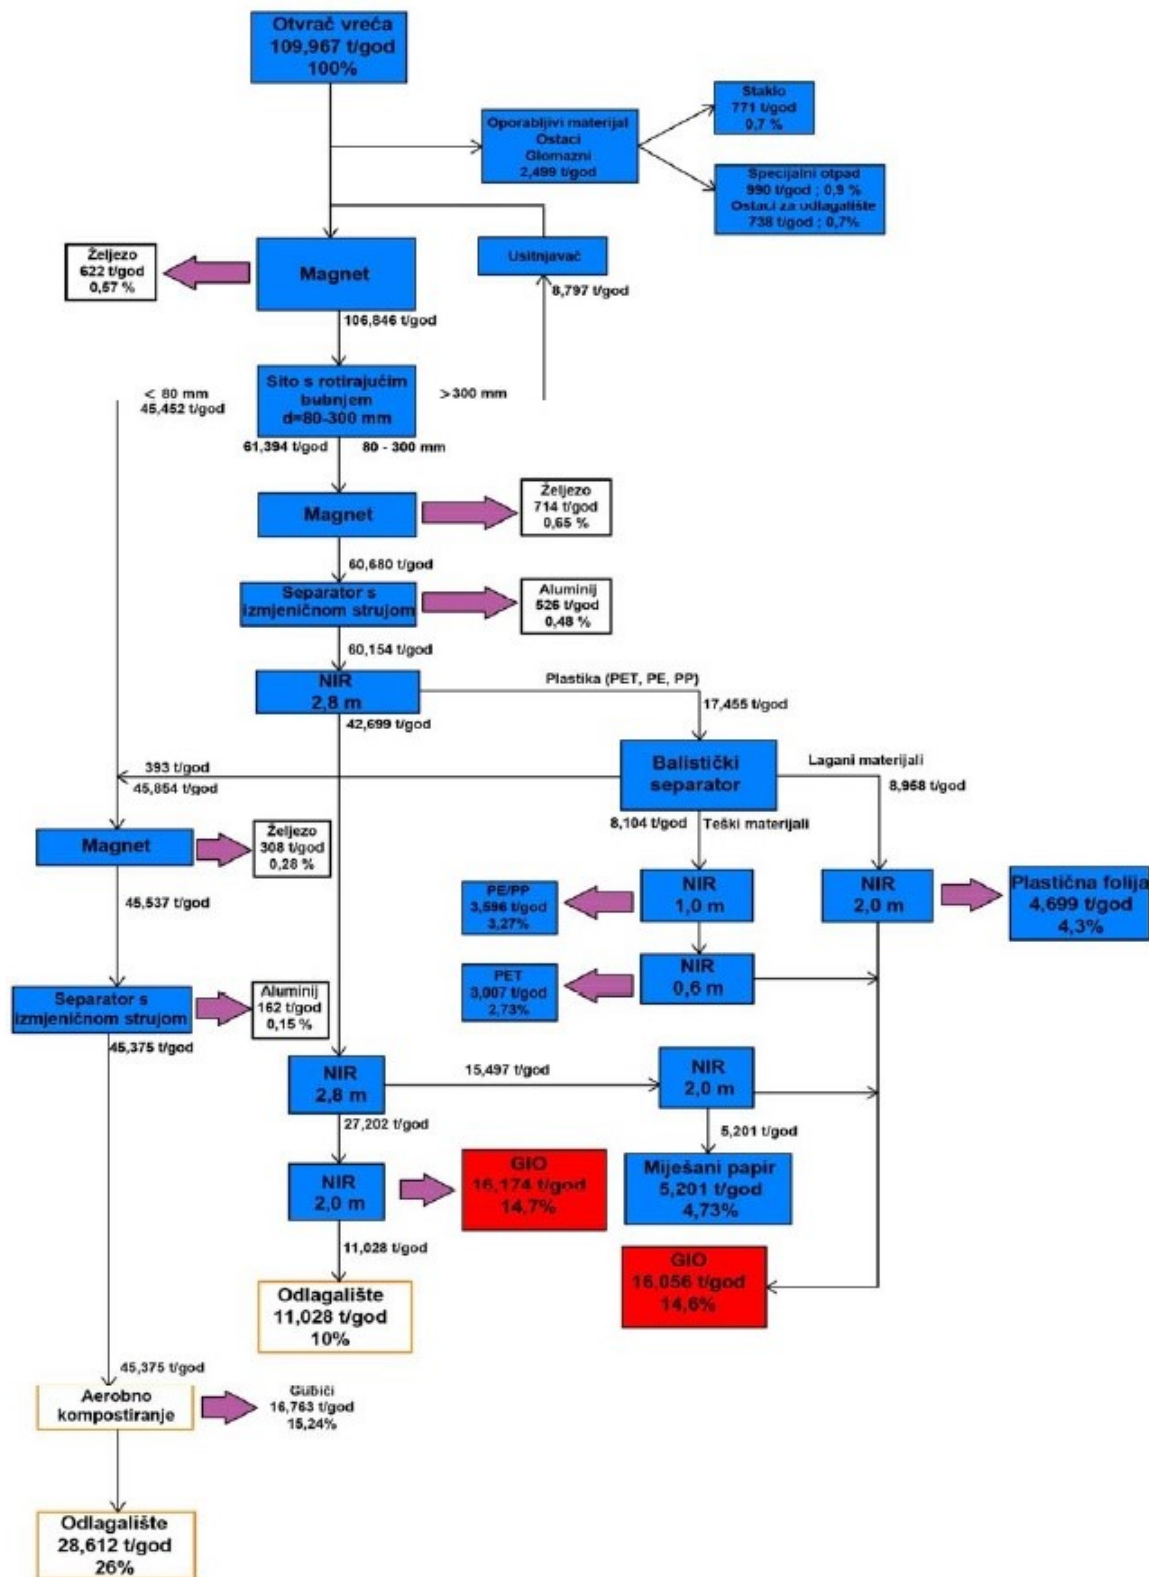 Otvrač vreća
109,967 t/god
100%
Oporabljivi materijal
Ostaci
Glomazni
2,499 t/god
Staklo
771 t/god
0,7 %
Specijalni otpad
990 t/god ; 0,9 %
Ostaci za odlagalište
738 t/god ; 0,7%
Željezo
622 t/god
0,57 %
Magnet
Usitnjavač
8,797 t/god
106,846 t/god
< 80 mm
45,452 t/god
Sito s rotirajućim
bubnjem
d=80-300 mm
>300 mm
61,394 t/god
80 - 300 mm
Magnet
Željezo
714 t/god
0,65 %
60,680 t/god
Separator s
izmjeničnom strujom
Aluminij
526 t/god
0,48 %
60,154 t/god
NIR
2,8 m
Plastika (PET, PE, PP)
17,455 t/god
42,699 t/god
393 t/god
45,854 t/god
Balistički
separator
Lagani materijali
8,958 t/god
8,104 t/god
Teški materijali
Magnet
Željezo
308 t/god
0,28 %
45,537 t/god
PE/PP
3,596 t/god
3,27%
NIR
1,0 m
NIR
2,0 m
Plastična folija
4,699 t/god
4,3%
PET
3,007 t/god
2,73%
NIR
0,6 m
Separator s
izmjeničnom strujom
Aluminij
162 t/god
0,15 %
45,375 t/god
NIR
2,8 m
15,497 t/god
NIR
2,0 m
27,202 t/god
5,201 t/god
NIR
2,0 m
GIO
16,174 t/god
14,7%
Miješani papir
5,201 t/god
4,73%
11,028 t/god
GIO
16,056 t/god
14,6%
Odlagalište
11,028 t/god
10%
45,375 t/god
Aerobno
kompostiranje
Gubici
16,763 t/god
15,24%
Odlagalište
28,612 t/god
26%